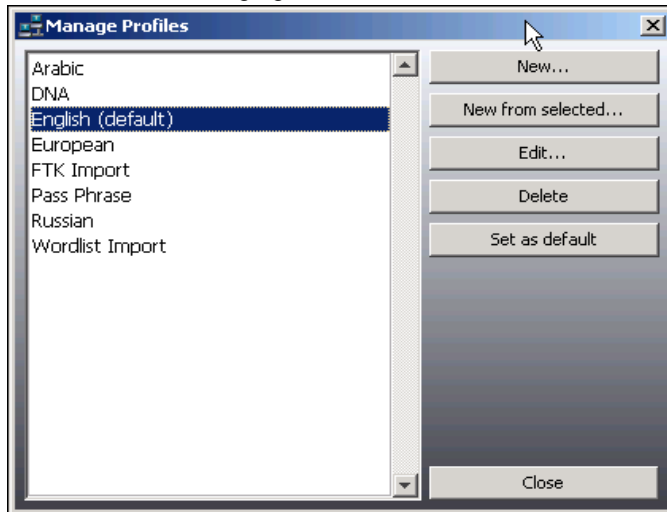 Manage Profiles
Arabic
DNA
English (default)
European
FTK Import
Pass Phrase
Russian
Wordlist Import
New...
New from selected...
Edit...
Delete
Set as default
Close